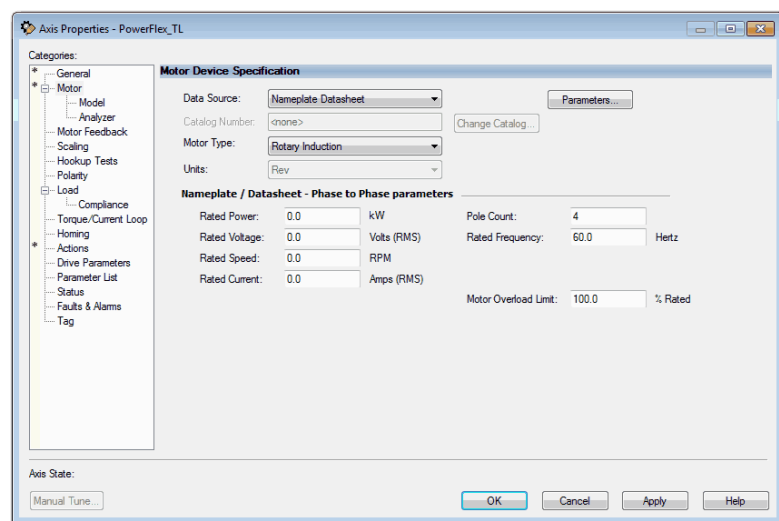 Axis Properties - PowerFlex_TL
Categories:
* General
* Motor
Model
Analyzer
Motor Feedback
Scaling
Hookup Tests
Polarity
Load
Compliance
Torque/Current Loop
Homing
* Actions
Drive Parameters
Parameter List
Status
Faults & Alarms
Tag
Motor Device Specification
Data Source: Nameplate Datasheet Parameters...
Catalog Number: <none> Change Catalog...
Motor Type: Rotary Induction
Units: Rev
Nameplate / Datasheet - Phase to Phase parameters
Rated Power: 0.0 kW Pole Count: 4
Rated Voltage: 0.0 Volts (RMS) Rated Frequency: 60.0 Hertz
Rated Speed: 0.0 RPM
Rated Current: 0.0 Amps (RMS)
Motor Overload Limit: 100.0 % Rated
Axis State:
Manual Tune... OK Cancel Apply Help